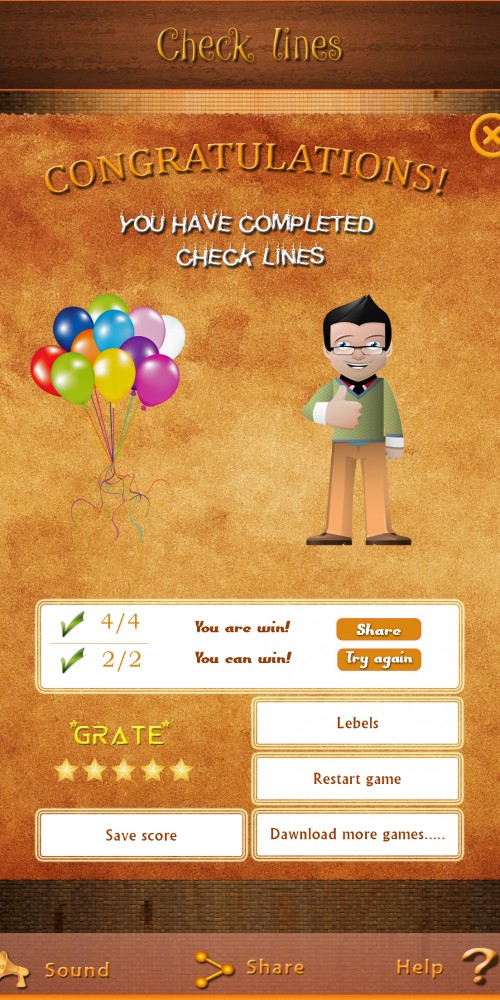 Check lines
CONGRATULATIONS!
YOU HAVE COMPLETED
CHECK LINES
4/4 You are win! Share
2/2 You can win! Try again
"GRATE"
Lebels
Restart game
Save score
Dawnload more games.....
Sound
Share
Help ?